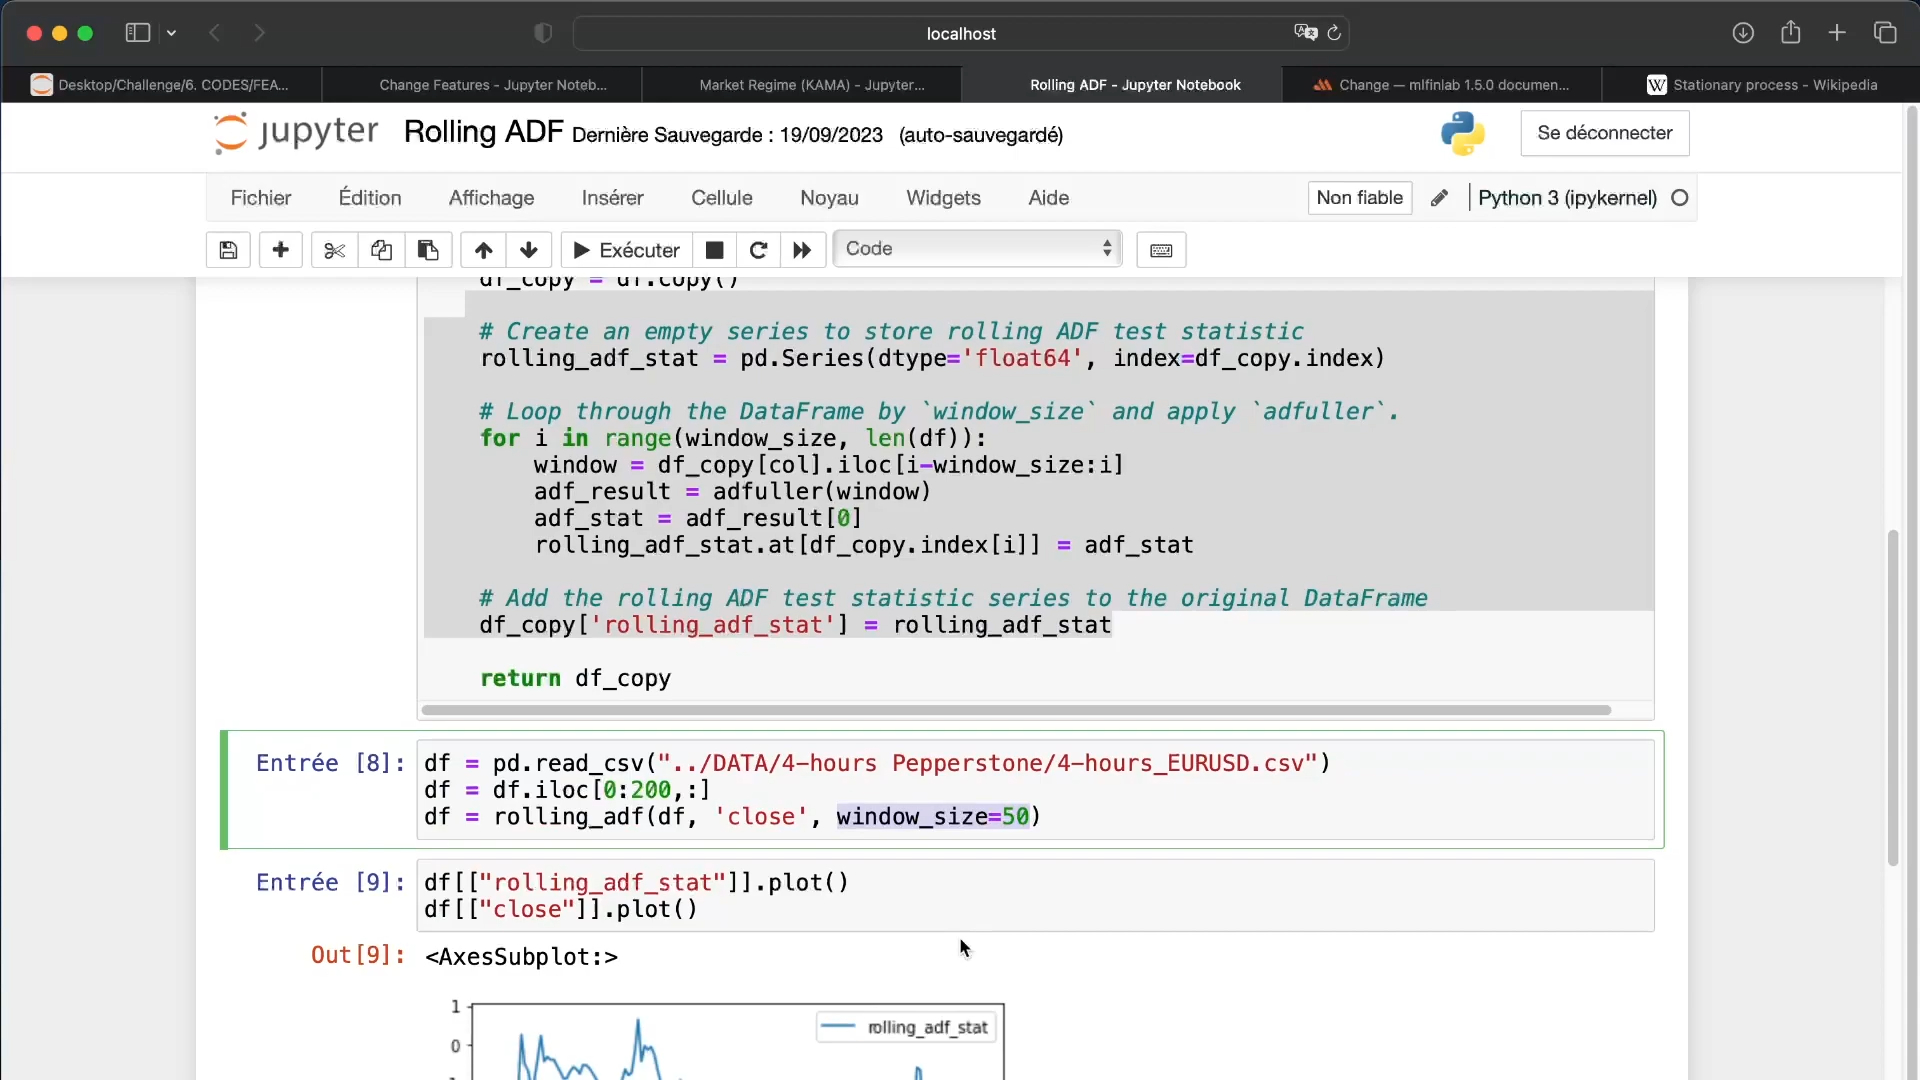 localhost
Desktop/Challenge/6. CODES/FEA...
Change Features - Jupyter Noteb...
Market Regime (KAMA) - Jupyter...
Rolling ADF - Jupyter Notebook
Change — mlfinlab 1.5.0 documen...
W Stationary process - Wikipedia
jupyter Rolling ADF Dernière Sauvegarde : 19/09/2023 (auto-sauvegardé)
Se déconnecter
Fichier Édition Affichage Insérer Cellule Noyau Widgets Aide
Non fiable
Python 3 (ipykernel)
Exécuter
Code
df_copy = df.copy()
# Create an empty series to store rolling ADF test statistic
rolling_adf_stat = pd.Series(dtype='float64', index=df_copy.index)
# Loop through the DataFrame by `window_size` and apply `adfuller`.
for i in range(window_size, len(df)):
window = df_copy[col].iloc[i-window_size:i]
adf_result = adfuller(window)
adf_stat = adf_result[0]
rolling_adf_stat.at[df_copy.index[i]] = adf_stat
# Add the rolling ADF test statistic series to the original DataFrame
df_copy['rolling_adf_stat'] = rolling_adf_stat
return df_copy
Entrée [8]: df = pd.read_csv("../DATA/4-hours Pepperstone/4-hours_EURUSD.csv")
df = df.iloc[0:200,:]
df = rolling_adf(df, 'close', window_size=50)
Entrée [9]: df[["rolling_adf_stat"]].plot()
df[["close"]].plot()
Out[9]: <AxesSubplot:>
1
rolling_adf_stat
0